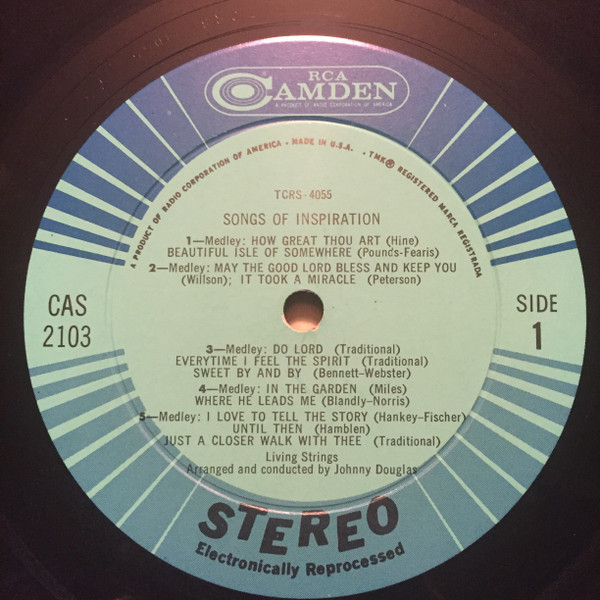 RCA
CAMDEN
A PRODUCT OF RADIO CORPORATION OF AMERICA
A PRODUCT OF RADIO CORPORATION OF AMERICA • MADE IN U.S.A. • TMK® REGISTERED MARCA REGISTRADA
TCRS-4055
SONGS OF INSPIRATION
1—Medley: HOW GREAT THOU ART (Hine)
BEAUTIFUL ISLE OF SOMEWHERE (Pounds-Fearis)
2—Medley: MAY THE GOOD LORD BLESS AND KEEP YOU
(Willson); IT TOOK A MIRACLE (Peterson)
CAS
2103
SIDE
1
3—Medley: DO LORD (Traditional)
EVERYTIME I FEEL THE SPIRIT (Traditional)
SWEET BY AND BY (Bennett-Webster)
4—Medley: IN THE GARDEN (Miles)
WHERE HE LEADS ME (Blandly-Norris)
5—Medley: I LOVE TO TELL THE STORY (Hankey-Fischer)
UNTIL THEN (Hamblen)
JUST A CLOSER WALK WITH THEE (Traditional)
Living Strings
Arranged and conducted by Johnny Douglas
STEREO
Electronically Reprocessed